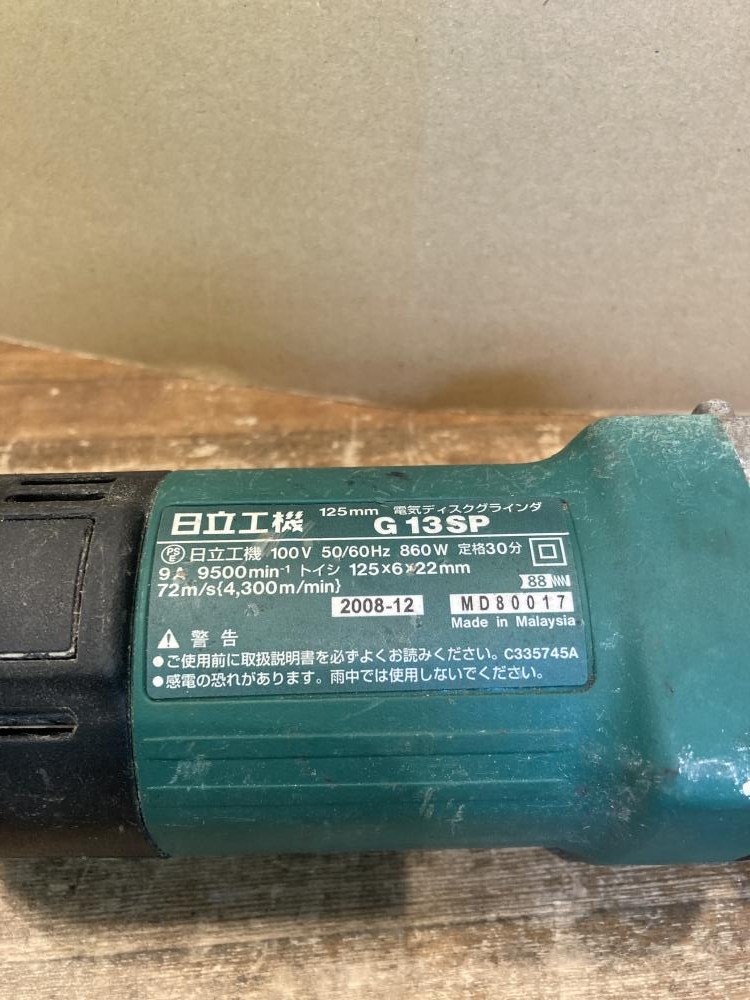 日立工機 125mm 電気ディスクグラインダ
G 13SP
PSE 日立工機 100V 50/60Hz 860W 定格30分
9A 9500min⁻¹ トイシ 125×6×22mm
72m/s{4,300m/min}
88
2008-12 MD80017
Made in Malaysia
警告
●ご使用前に取扱説明書を必ずよくお読みください。C335745A
●感電の恐れがあります。雨中では使用しないでください。